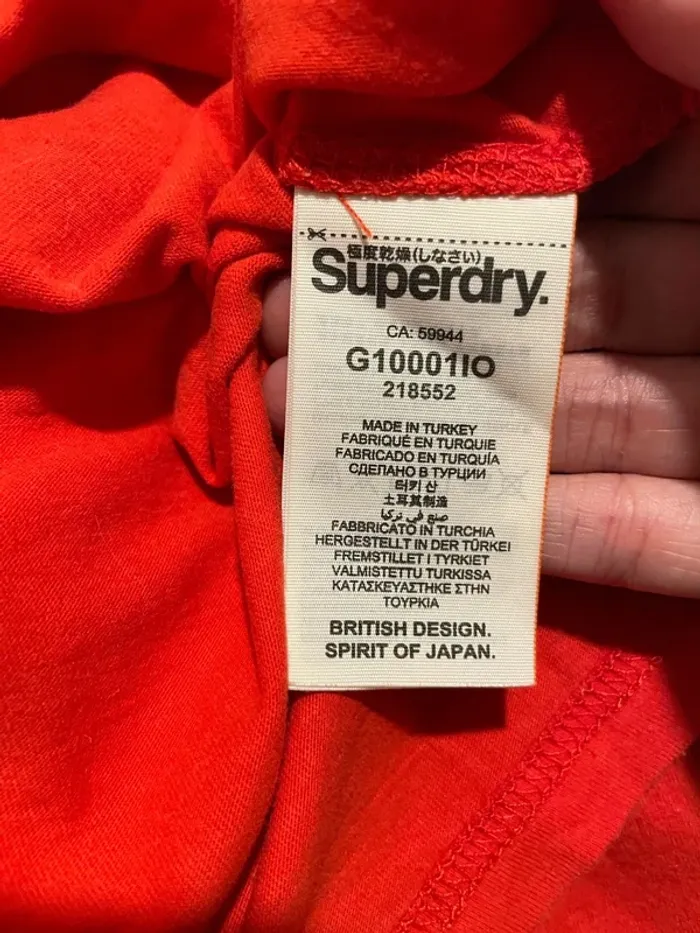 極度乾燥(しなさい)
Superdry.
CA: 59944
G10001IO
218552
MADE IN TURKEY
FABRIQUÉ EN TURQUIE
FABRICADO EN TURQUÍA
СДЕЛАНО В ТУРЦИИ
터키 산
土耳其制造
صنع في تركيا
FABBRICATO IN TURCHIA
HERGESTELLT IN DER TÜRKEI
FREMSTILLET I TYRKIET
VALMISTETTU TURKISSA
ΚΑΤΑΣΚΕΥΑΣΤΗΚΕ ΣΤΗΝ
ΤΟΥΡΚΙΑ
BRITISH DESIGN.
SPIRIT OF JAPAN.